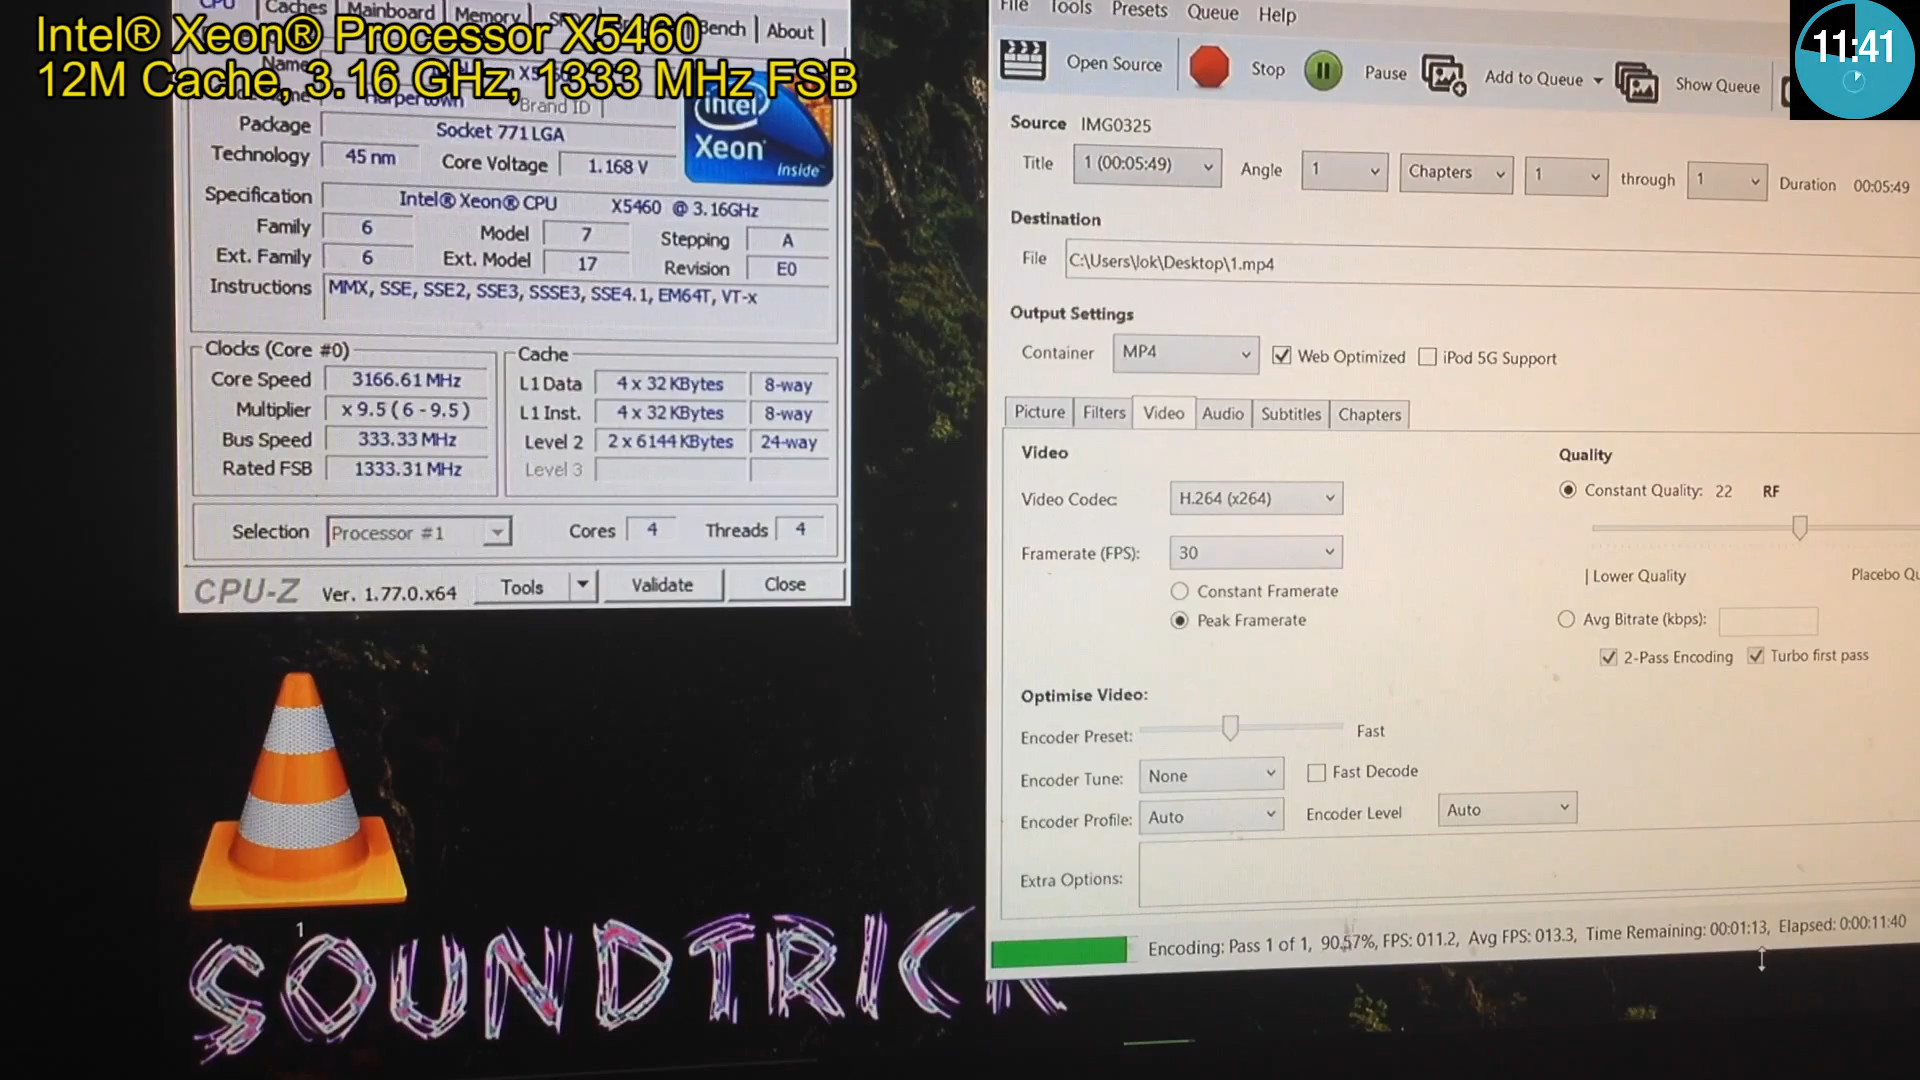 Intel® Xeon® Processor X5460
12M Cache, 3.16 GHz, 1333 MHz FSB
CPU
Caches
Mainboard
Memory
Bench
About
Name
Harpertown
Brand ID
Package
Socket 771 LGA
Technology
45 nm
Core Voltage
1.168 V
intel
Xeon
inside™
Specification
Intel® Xeon® CPU X5460 @ 3.16GHz
Family
6
Model
7
Stepping
A
Ext. Family
6
Ext. Model
17
Revision
E0
Instructions
MMX, SSE, SSE2, SSE3, SSSE3, SSE4.1, EM64T, VT-x
Clocks (Core #0)
Core Speed
3166.61 MHz
Multiplier
x 9.5 ( 6 - 9.5 )
Bus Speed
333.33 MHz
Rated FSB
1333.31 MHz
Cache
L1 Data
4 x 32 KBytes
8-way
L1 Inst.
4 x 32 KBytes
8-way
Level 2
2 x 6144 KBytes
24-way
Level 3
Selection
Processor #1
Cores
4
Threads
4
CPU-Z
Ver. 1.77.0.x64
Tools
Validate
Close
1
SOUNDTRICK
File
Tools
Presets
Queue
Help
11:41
Open Source
Stop
Pause
Add to Queue
Show Queue
Source IMG0325
Title
1 (00:05:49)
Angle
1
Chapters
1
through
1
Duration
00:05:49
Destination
File
C:\Users\lok\Desktop\1.mp4
Output Settings
Container
MP4
Web Optimized
iPod 5G Support
Picture
Filters
Video
Audio
Subtitles
Chapters
Video
Quality
Video Codec:
H.264 (x264)
Constant Quality: 22 RF
Framerate (FPS):
30
Constant Framerate
Peak Framerate
| Lower Quality
Placebo Qu
Avg Bitrate (kbps):
2-Pass Encoding
Turbo first pass
Optimise Video:
Encoder Preset:
Fast
Encoder Tune:
None
Fast Decode
Encoder Profile:
Auto
Encoder Level
Auto
Extra Options:
Encoding: Pass 1 of 1, 90.57%, FPS: 011.2, Avg FPS: 013.3, Time Remaining: 00:01:13, Elapsed: 0:00:11:40